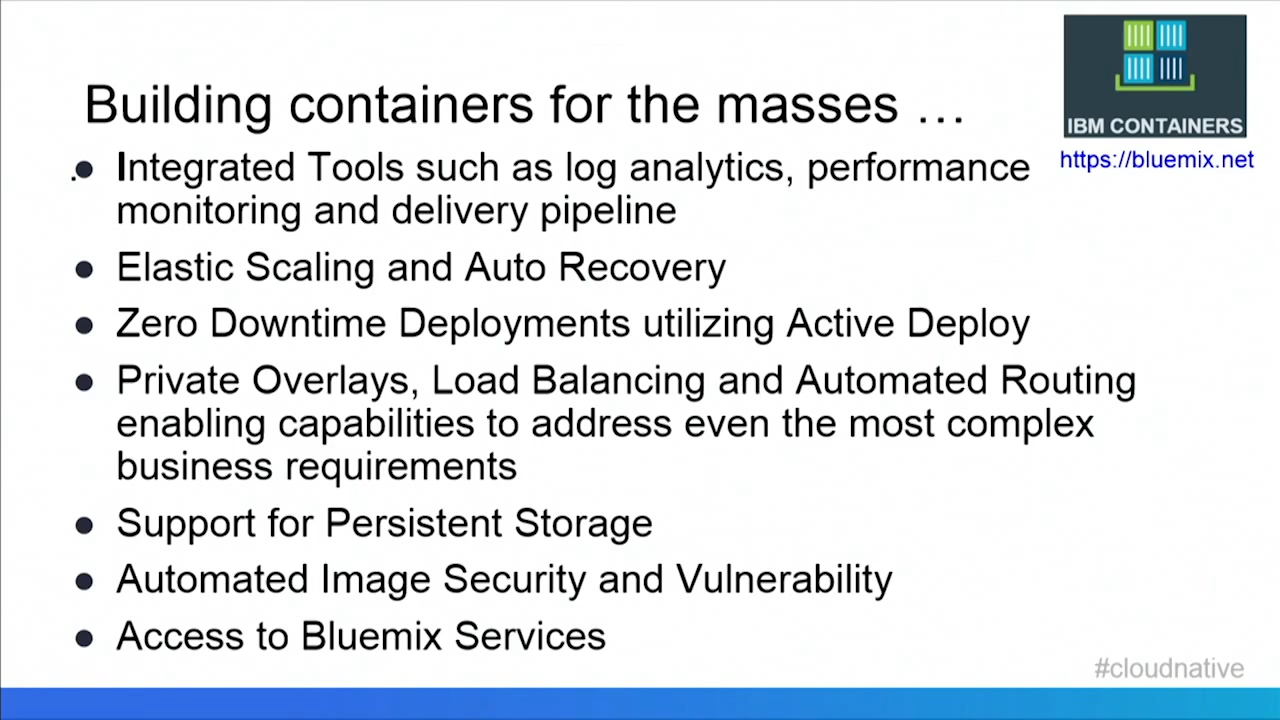 Building containers for the masses …
IBM CONTAINERS
https://bluemix.net
.● Integrated Tools such as log analytics, performance
monitoring and delivery pipeline
● Elastic Scaling and Auto Recovery
● Zero Downtime Deployments utilizing Active Deploy
● Private Overlays, Load Balancing and Automated Routing
enabling capabilities to address even the most complex
business requirements
● Support for Persistent Storage
● Automated Image Security and Vulnerability
● Access to Bluemix Services
#cloudnative